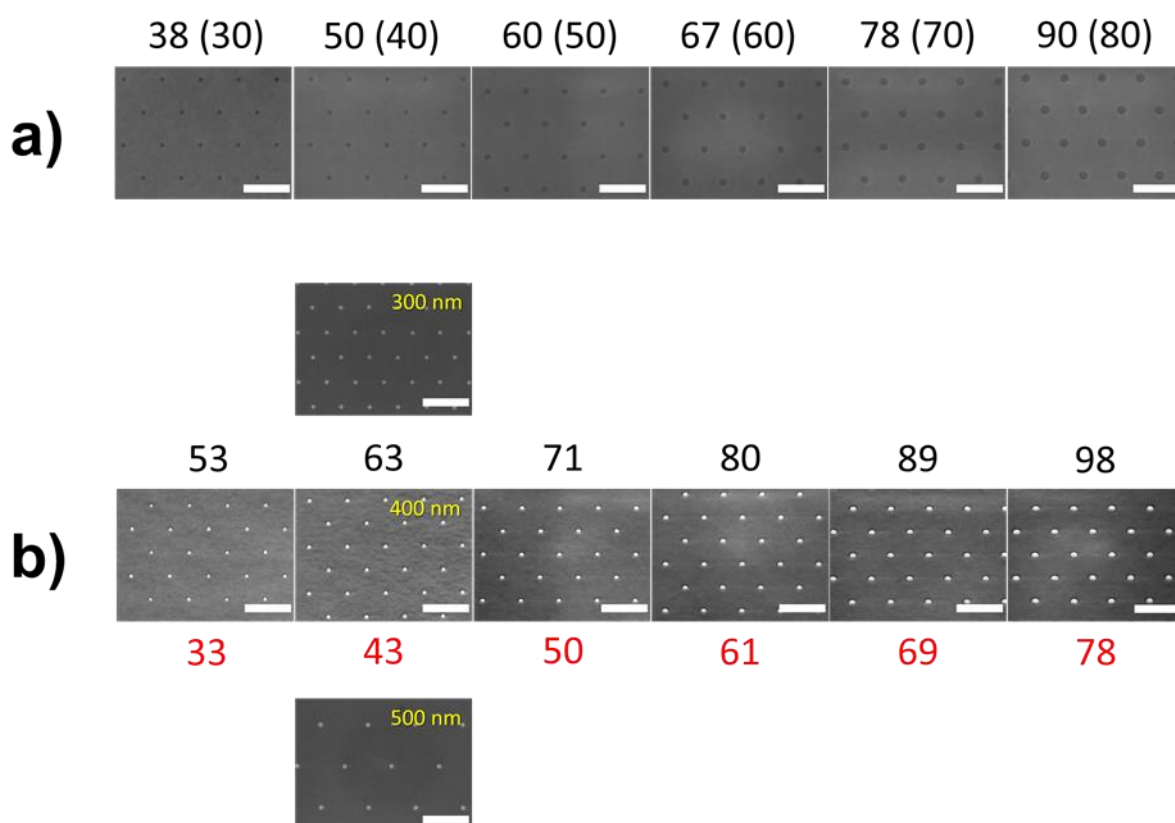 38 (30) 50 (40) 60 (50) 67 (60) 78 (70) 90 (80)
a)
300 nm
53 63 71 80 89 98
400 nm
b)
33 43 50 61 69 78
500 nm